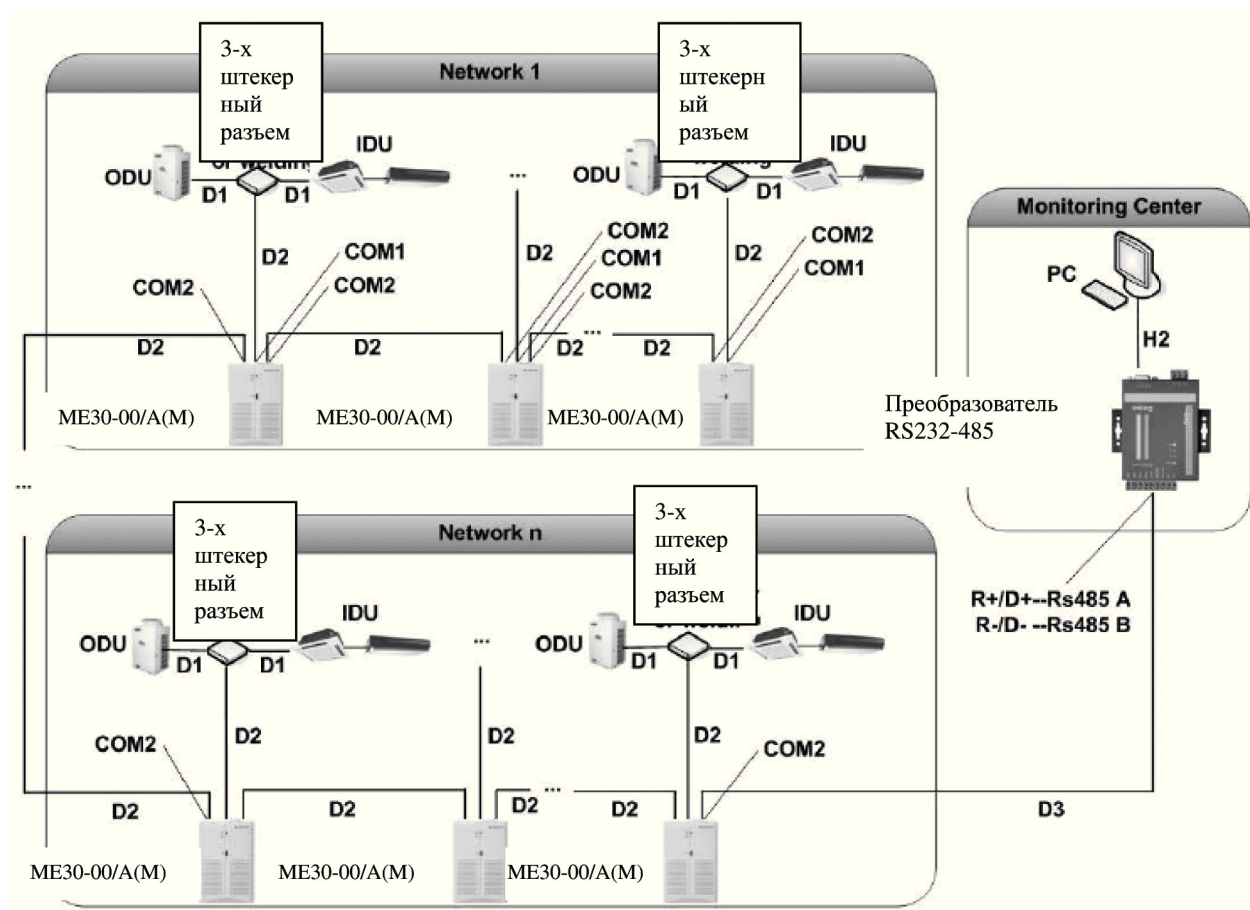 3-х
штекер
ный
разъем
Network 1
3-х
штекерн
ый
разъем
ODU
D1
D1
IDU
...
ODU
D1
D1
IDU
D2
COM1
COM2
COM2
D2
COM2
COM1
COM2
D2
COM2
COM1
D2
D2
...
D2
D2
ME30-00/A(M)
ME30-00/A(M)
ME30-00/A(M)
Monitoring Center
PC
H2
Преобразователь
RS232-485
R+/D+--Rs485 A
R-/D- --Rs485 B
...
3-х
штекер
ный
разъем
Network n
3-х
штекер
ный
разъем
ODU
D1
D1
IDU
...
ODU
D1
D1
IDU
COM2
D2
D2
D2
COM2
D2
D2
D2
...
D2
D3
ME30-00/A(M)
ME30-00/A(M)
ME30-00/A(M)